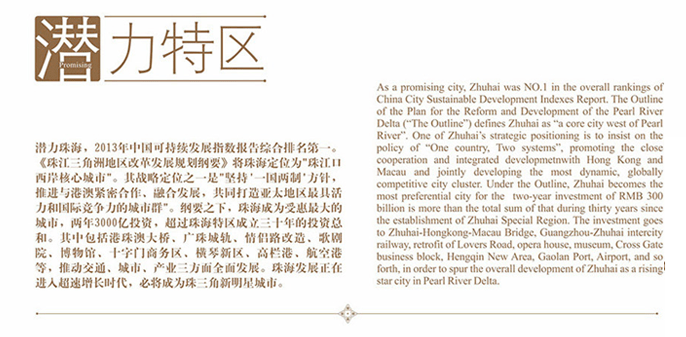 潜力特区
Promising
潜力珠海，2013年中国可持续发展指数报告综合排名第一。
《珠江三角洲地区改革发展规划纲要》将珠海定位为"珠江口
西岸核心城市"。其战略定位之一是"坚持'一国两制'方针，
推进与港澳紧密合作、融合发展，共同打造亚太地区最具活
力和国际竞争力的城市群"。纲要之下，珠海成为受惠最大的
城市，两年3000亿投资，超过珠海特区成立三十年的投资总
和。其中包括港珠澳大桥、广珠城轨、情侣路改造、歌剧
院、博物馆、十字门商务区、横琴新区、高栏港、航空港
等，推动交通、城市、产业三方面全面发展。珠海发展正在
进入超速增长时代，必将成为珠三角新明星城市。
As a promising city, Zhuhai was NO.1 in the overall rankings of
China City Sustainable Development Indexes Report. The Outline
of the Plan for the Reform and Development of the Pearl River
Delta ("The Outline") defines Zhuhai as "a core city west of Pearl
River". One of Zhuhai's strategic positioning is to insist on the
policy of "One country, Two systems", promoting the close
cooperation and integrated developmetnwith Hong Kong and
Macau and jointly developing the most dynamic, globally
competitive city cluster. Under the Outline, Zhuhai becomes the
most preferential city for the two-year investment of RMB 300
billion is more than the total sum of that during thirty years since
the establishment of Zhuhai Special Region. The investment goes
to Zhuhai-Hongkong-Macau Bridge, Guangzhou-Zhuhai intercity
railway, retrofit of Lovers Road, opera house, museum, Cross Gate
business block, Hengqin New Area, Gaolan Port, Airport, and so
forth, in order to spur the overall development of Zhuhai as a rising
star city in Pearl River Delta.